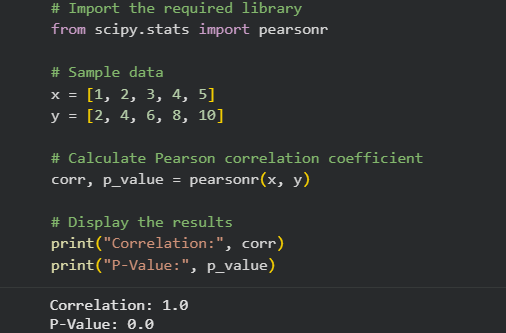 # Import the required library
from scipy.stats import pearsonr
# Sample data
x = [1, 2, 3, 4, 5]
y = [2, 4, 6, 8, 10]
# Calculate Pearson correlation coefficient
corr, p_value = pearsonr(x, y)
# Display the results
print("Correlation:", corr)
print("P-Value:", p_value)
Correlation: 1.0
P-Value: 0.0